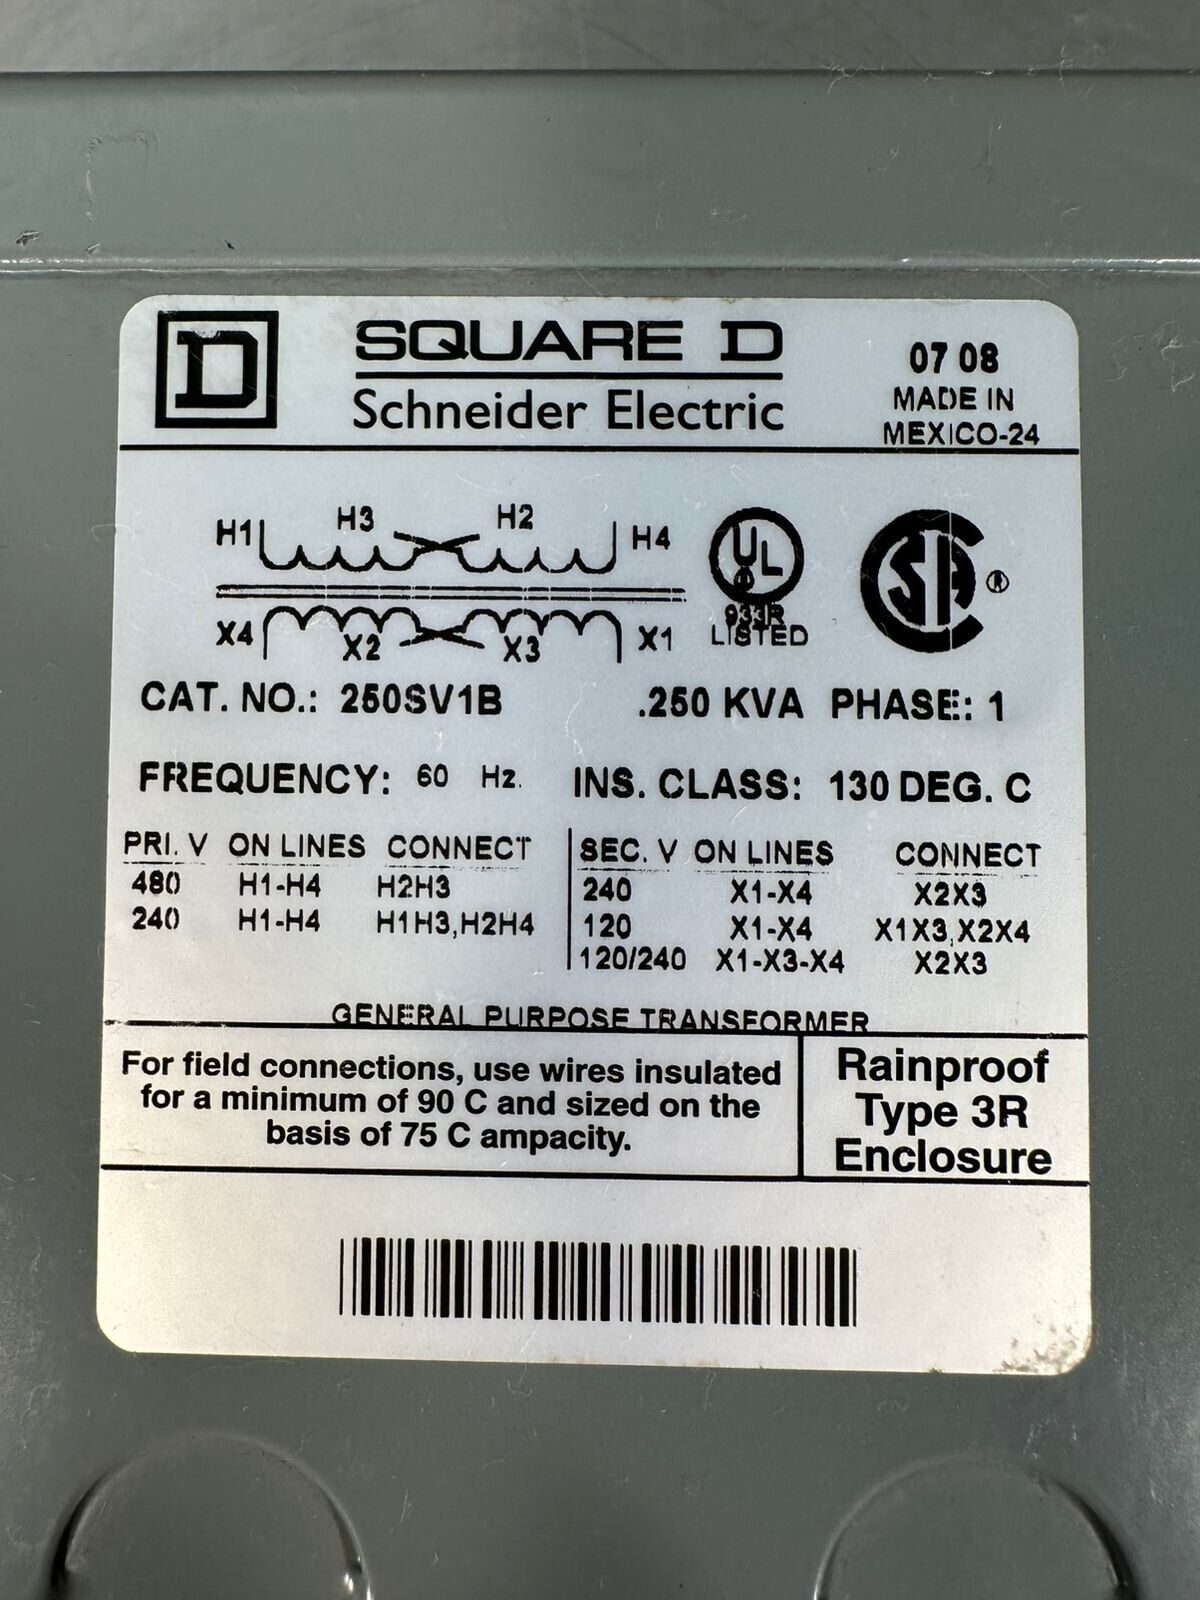 D
SQUARE D
Schneider Electric
07 08
MADE IN
MEXICO-24
H1 H3 H2 H4
X4 X2 X3 X1
UL
933R
LISTED
SA ®
CAT. NO.: 250SV1B .250 KVA PHASE: 1
FREQUENCY: 60 Hz. INS. CLASS: 130 DEG. C
PRI. V ON LINES CONNECT
480 H1-H4 H2H3
240 H1-H4 H1H3,H2H4
SEC. V ON LINES CONNECT
240 X1-X4 X2X3
120 X1-X4 X1X3,X2X4
120/240 X1-X3-X4 X2X3
GENERAL PURPOSE TRANSFORMER
For field connections, use wires insulated
for a minimum of 90 C and sized on the
basis of 75 C ampacity.
Rainproof
Type 3R
Enclosure